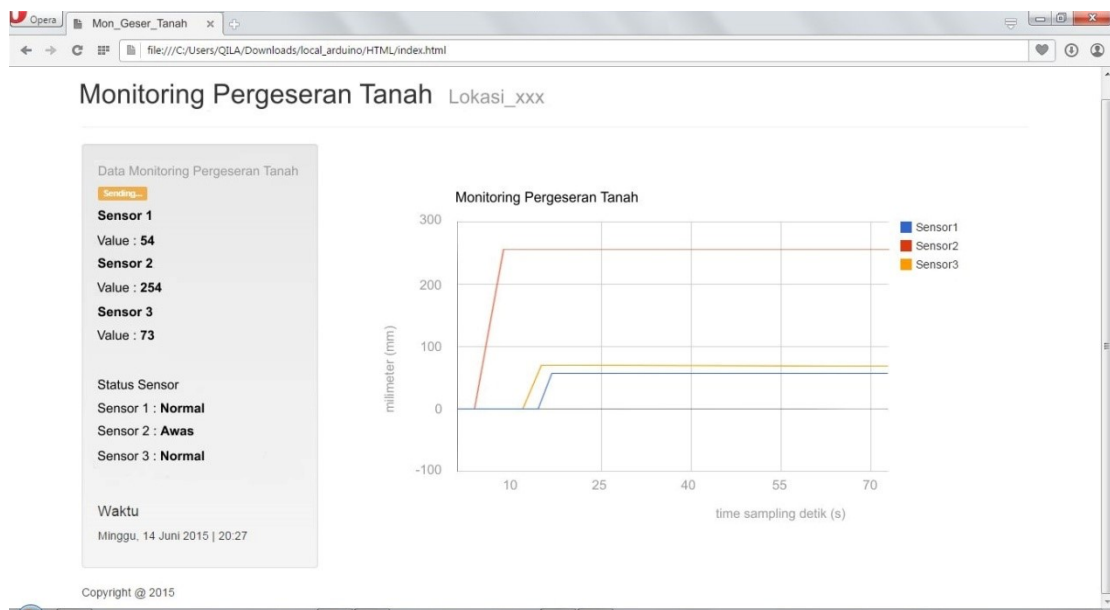 Opera
Mon_Geser_Tanah
file:///C:/Users/QILA/Downloads/local_arduino/HTML/index.html
Monitoring Pergeseran Tanah Lokasi_xxx
Data Monitoring Pergeseran Tanah
Sending...
Sensor 1
Value : 54
Sensor 2
Value : 254
Sensor 3
Value : 73
Status Sensor
Sensor 1 : Normal
Sensor 2 : Awas
Sensor 3 : Normal
Waktu
Minggu, 14 Juni 2015 | 20:27
Monitoring Pergeseran Tanah
300
200
100
0
-100
milimeter (mm)
10 25 40 55 70
time sampling detik (s)
Sensor1
Sensor2
Sensor3
Copyright @ 2015